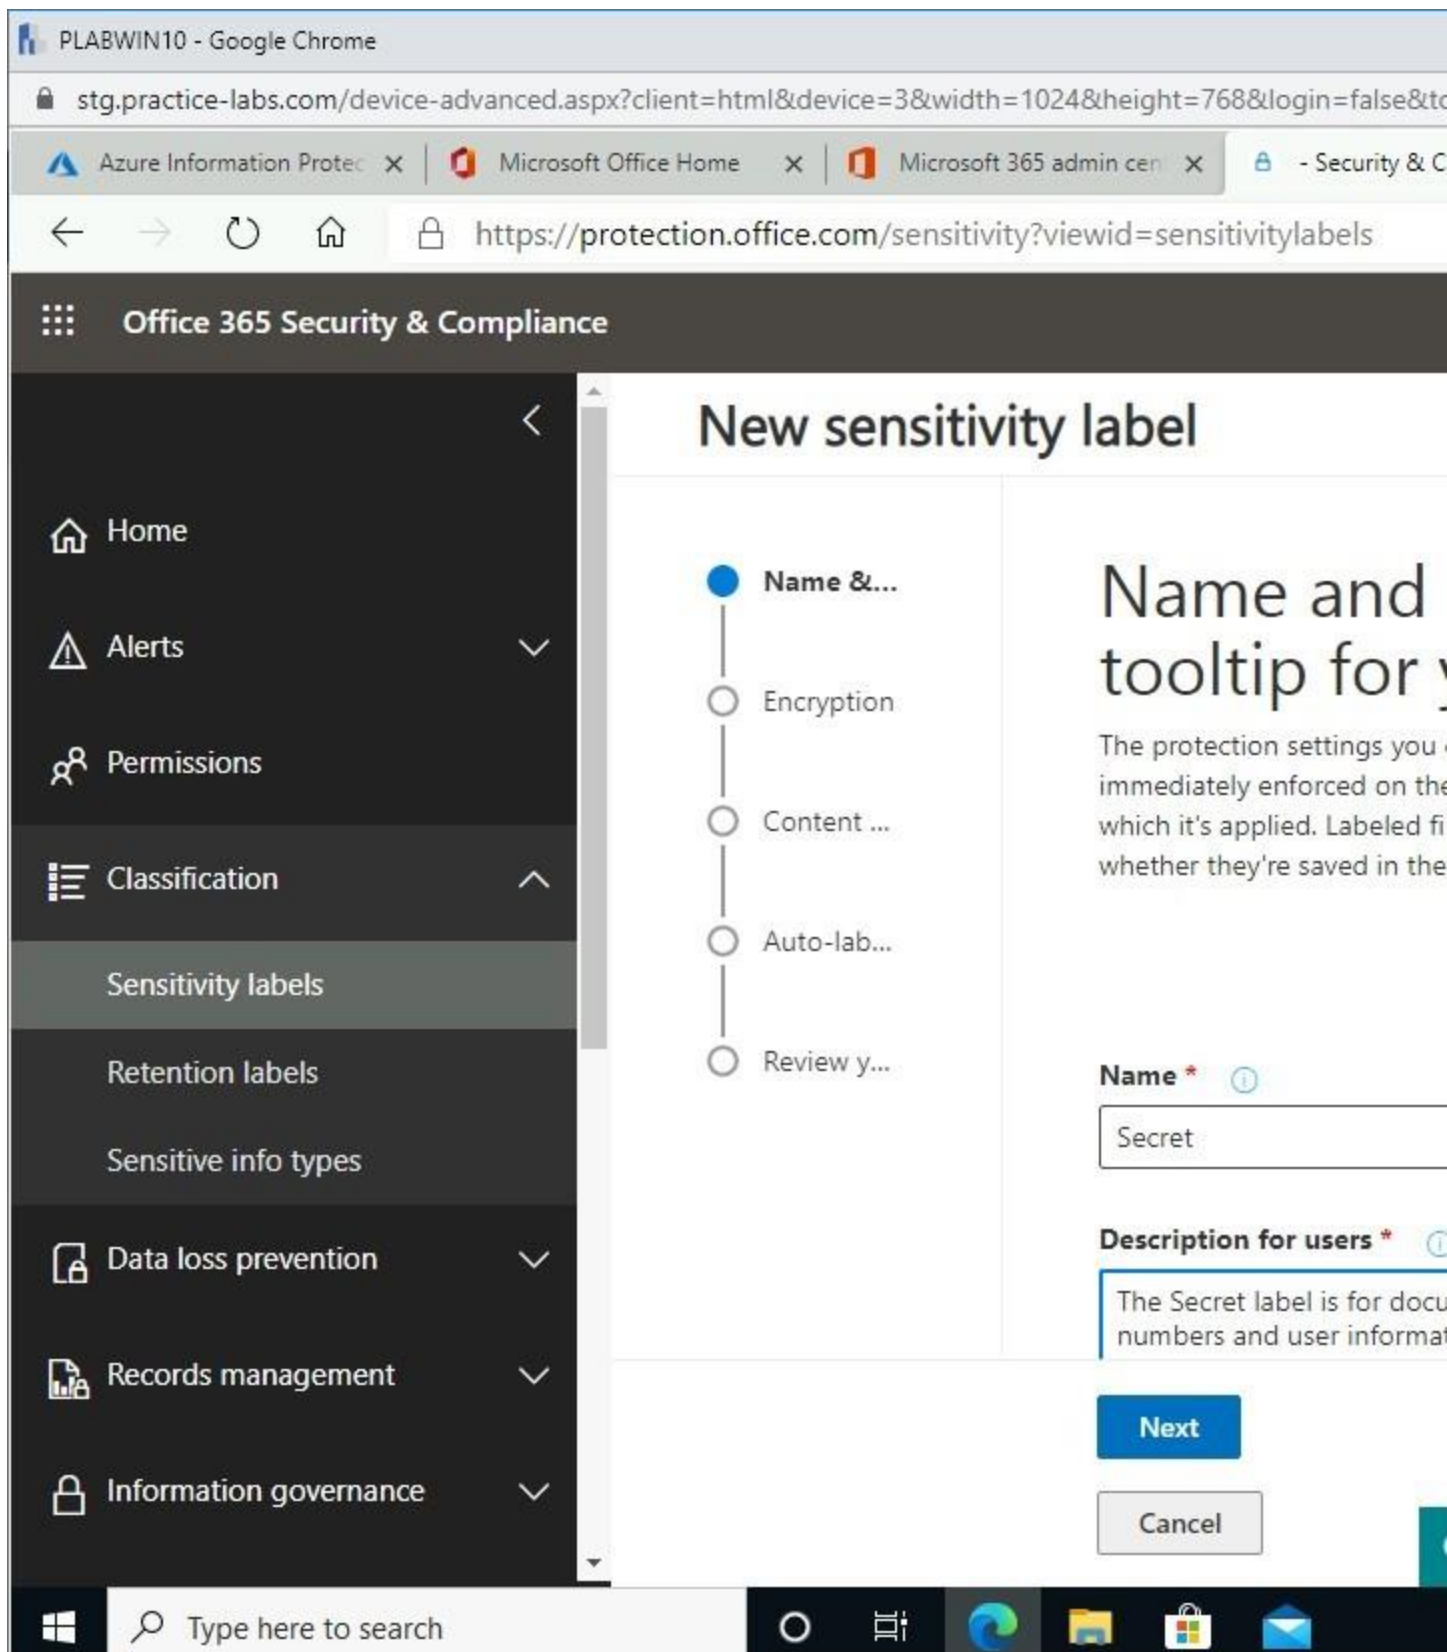 PLABWIN10 - Google Chrome
stg.practice-labs.com/device-advanced.aspx?client=html&device=3&width=1024&height=768&login=false&to
Azure Information Protec
Microsoft Office Home
Microsoft 365 admin cen
- Security & C
https://protection.office.com/sensitivity?viewid=sensitivitylabels
Office 365 Security & Compliance
Home
Alerts
Permissions
Classification
Sensitivity labels
Retention labels
Sensitive info types
Data loss prevention
Records management
Information governance
New sensitivity label
Name &...
Encryption
Content ...
Auto-lab...
Review y...
Name and
tooltip for
The protection settings you
immediately enforced on the
which it's applied. Labeled fi
whether they're saved in the
Name *
Secret
Description for users *
The Secret label is for docu
numbers and user informat
Next
Cancel
Type here to search